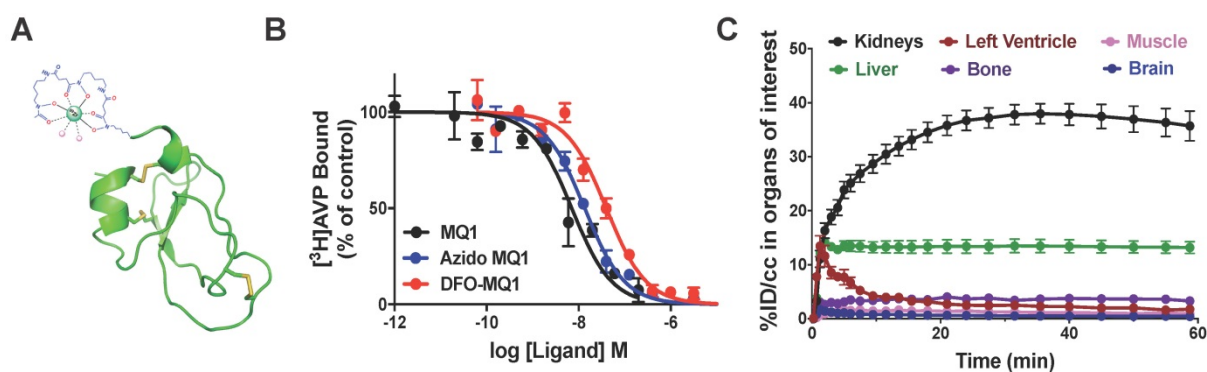 A
B
[³H]AVP Bound
(% of control)
100
50
0
MQ1
Azido MQ1
DFO-MQ1
-12
-10
-8
-6
log [Ligand] M
C
%ID/cc in organs of interest
50
40
30
20
10
0
Kidneys
Left Ventricle
Muscle
Liver
Bone
Brain
0
20
40
60
Time (min)